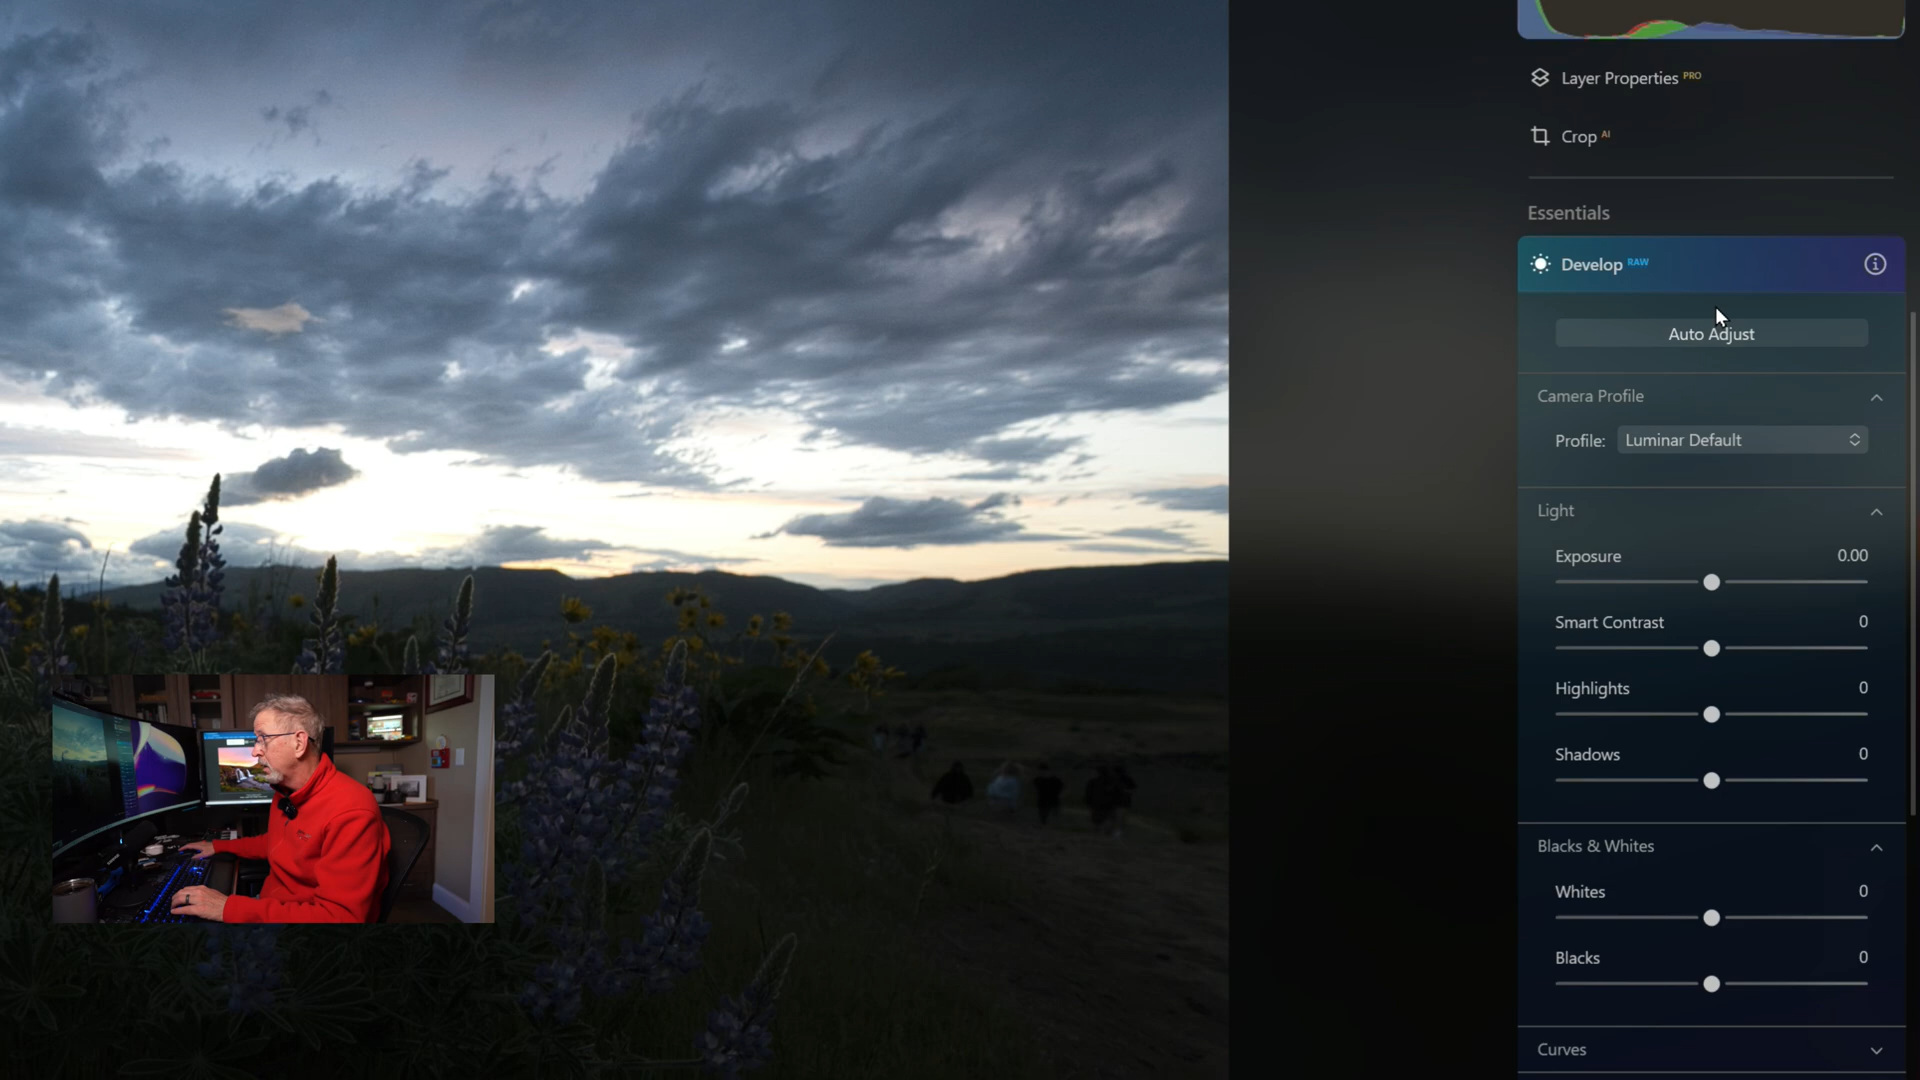 Layer Properties PRO
Crop AI
Essentials
Develop RAW
Auto Adjust
Camera Profile
Profile: Luminar Default
Light
Exposure 0.00
Smart Contrast 0
Highlights 0
Shadows 0
Blacks & Whites
Whites 0
Blacks 0
Curves